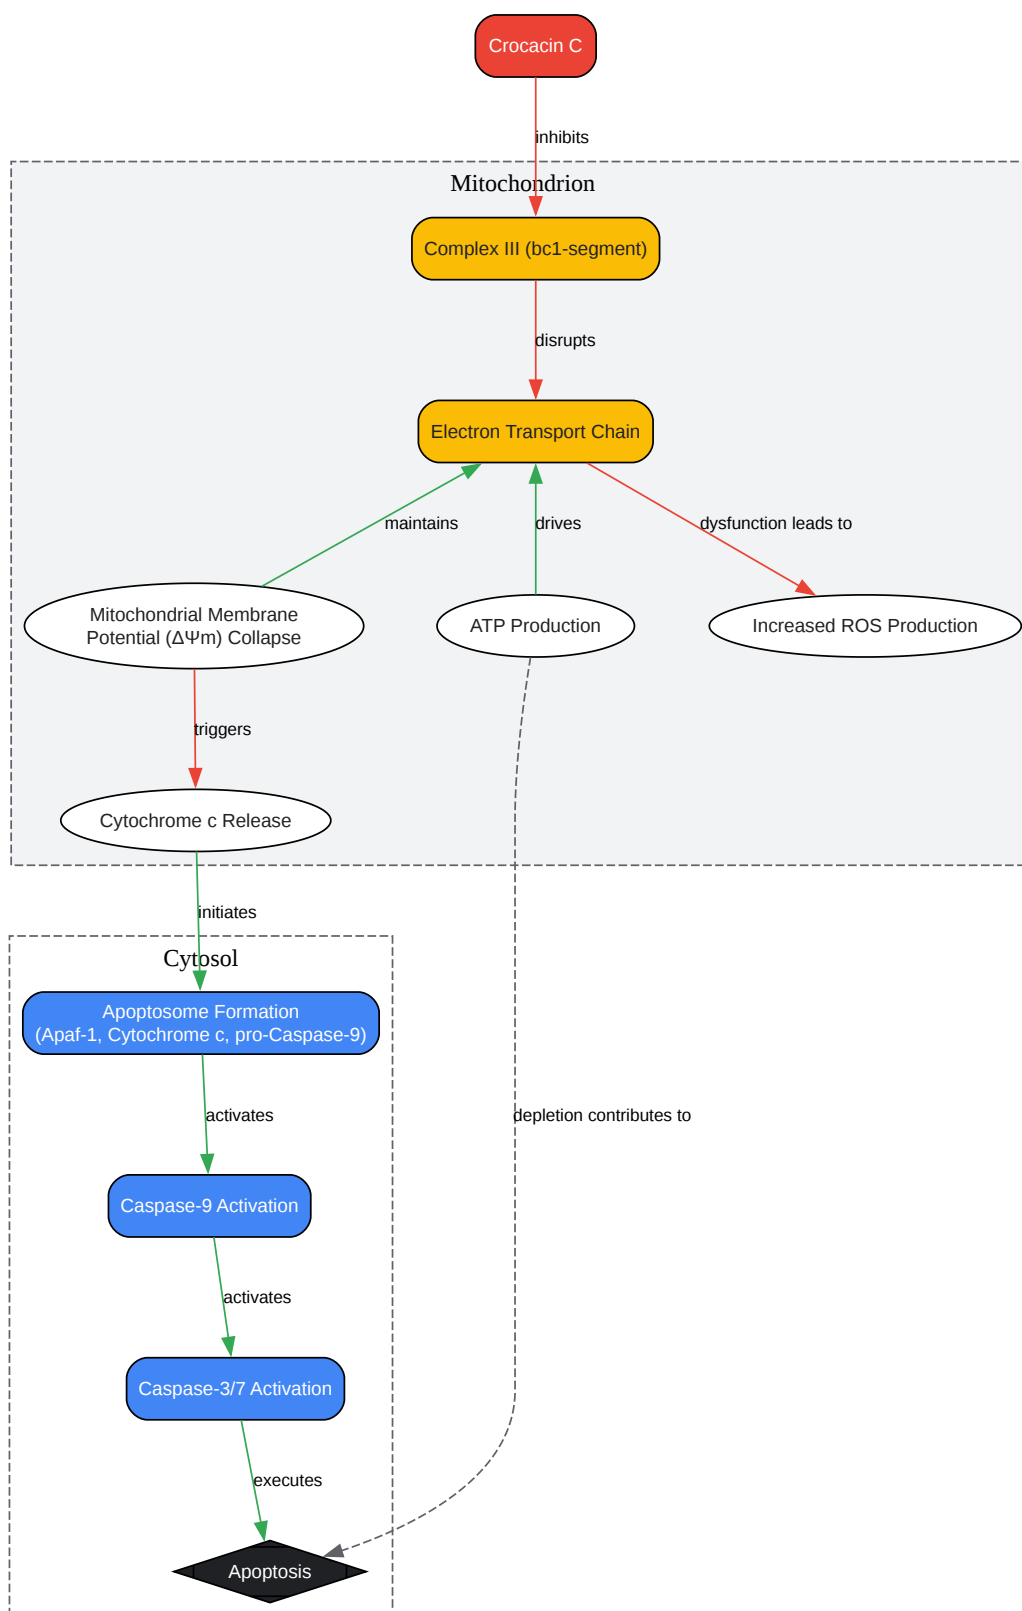 Crocacin C
inhibits
Mitochondrion
Complex III (bc1-segment)
disrupts
Electron Transport Chain
maintains
drives
dysfunction leads to
Mitochondrial Membrane
Potential (ΔΨm) Collapse
ATP Production
Increased ROS Production
triggers
Cytochrome c Release
initiates
Cytosol
Apoptosome Formation
(Apaf-1, Cytochrome c, pro-Caspase-9)
activates
depletion contributes to
Caspase-9 Activation
activates
Caspase-3/7 Activation
executes
Apoptosis